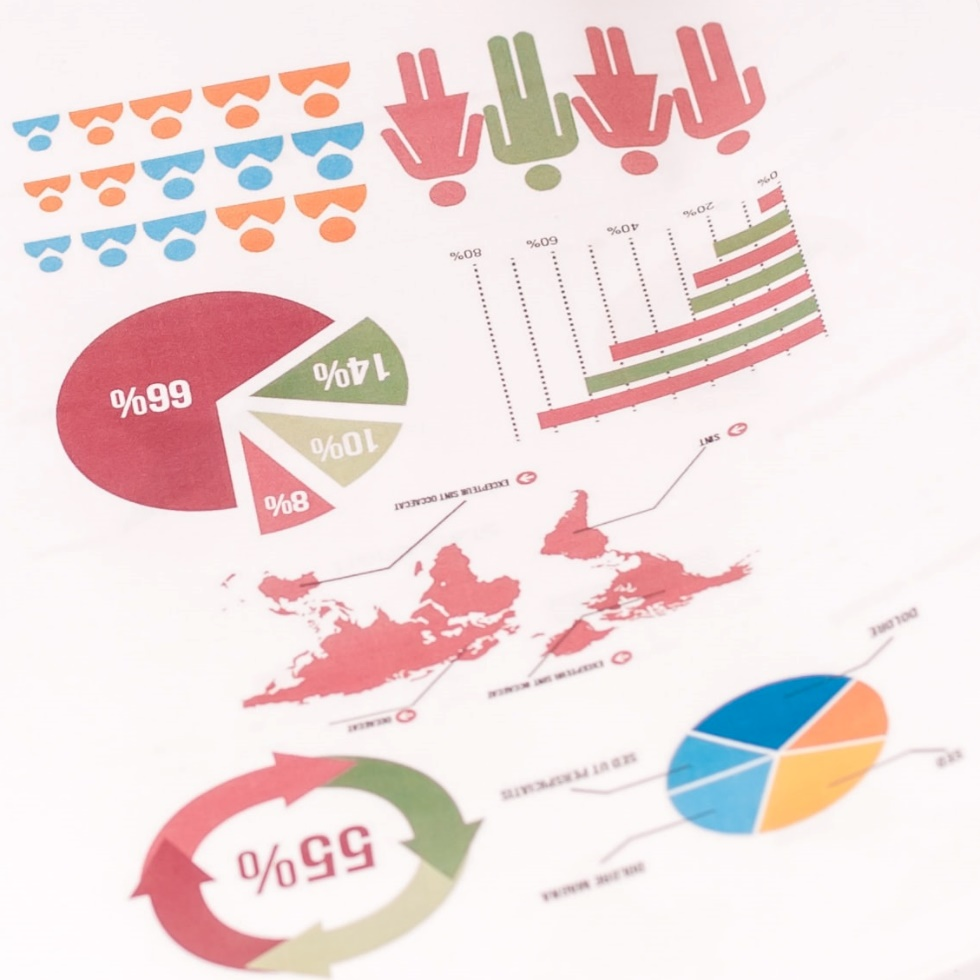 DOLORE MAGNA
SED
SED UT PERSPICIATIS
DOLORE
55%
OCCAECAT
EXCEPTEUR SINT OCCAECAT
EXCEPTEUR SINT OCCAECAT
SINT
8%
10%
14%
66%
0% 20% 40% 60% 80%